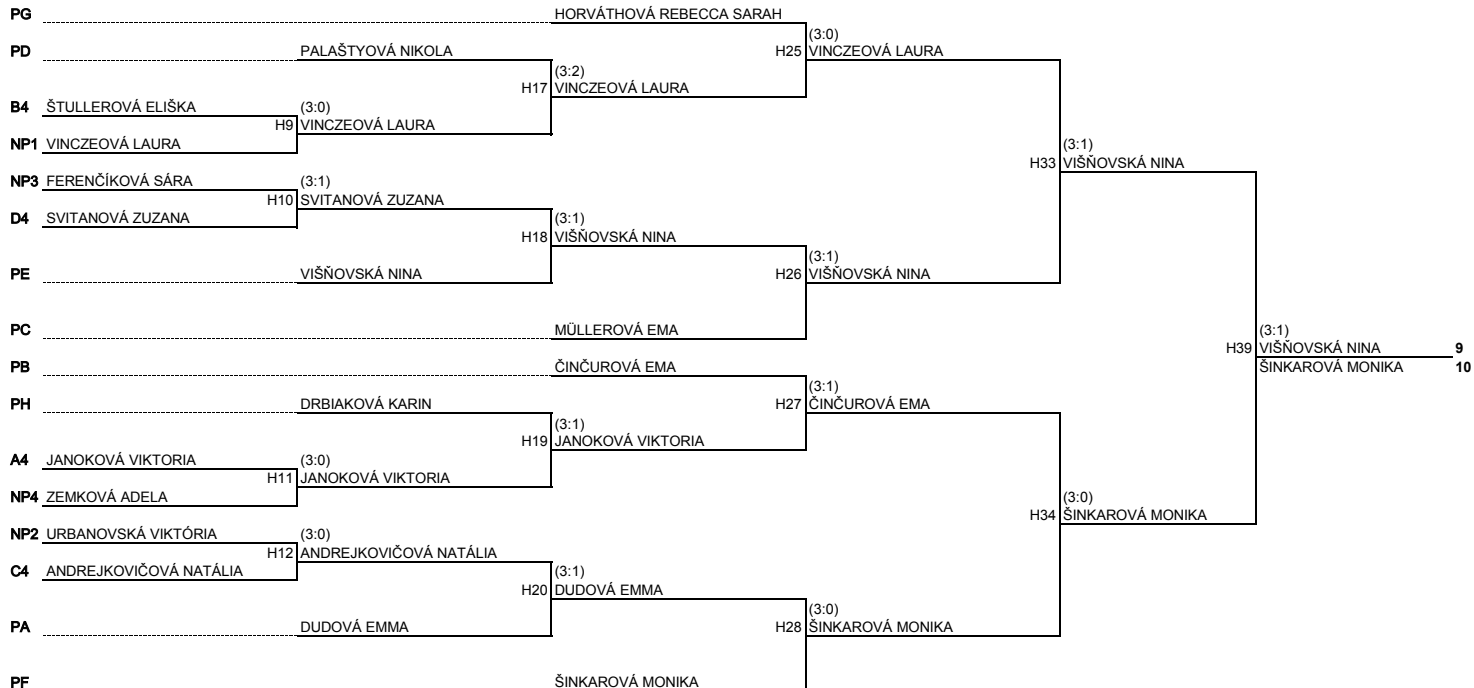 PG HORVÁTHOVÁ REBECCA SARAH
(3:0)
PD PALAŠTYOVÁ NIKOLA H25 VINCZEOVÁ LAURA
(3:2)
H17 VINCZEOVÁ LAURA
B4 ŠTULLEROVÁ ELIŠKA (3:0)
H9 VINCZEOVÁ LAURA
NP1 VINCZEOVÁ LAURA (3:1)
H33 VIŠŇOVSKÁ NINA
NP3 FERENČÍKOVÁ SÁRA (3:1)
H10 SVITANOVÁ ZUZANA
D4 SVITANOVÁ ZUZANA (3:1)
H18 VIŠŇOVSKÁ NINA
(3:1)
PE VIŠŇOVSKÁ NINA H26 VIŠŇOVSKÁ NINA
PC MÜLLEROVÁ EMA (3:1)
H39 VIŠŇOVSKÁ NINA 9
PB ČINČUROVÁ EMA ŠINKAROVÁ MONIKA 10
(3:1)
PH DRBIAKOVÁ KARIN H27 ČINČUROVÁ EMA
(3:1)
H19 JANOKOVÁ VIKTORIA
A4 JANOKOVÁ VIKTORIA (3:0)
H11 JANOKOVÁ VIKTORIA
NP4 ZEMKOVÁ ADELA (3:0)
H34 ŠINKAROVÁ MONIKA
NP2 URBANOVSKÁ VIKTÓRIA (3:0)
H12 ANDREJKOVIČOVÁ NATÁLIA
C4 ANDREJKOVIČOVÁ NATÁLIA (3:1)
H20 DUDOVÁ EMMA
(3:0)
PA DUDOVÁ EMMA H28 ŠINKAROVÁ MONIKA
PF ŠINKAROVÁ MONIKA